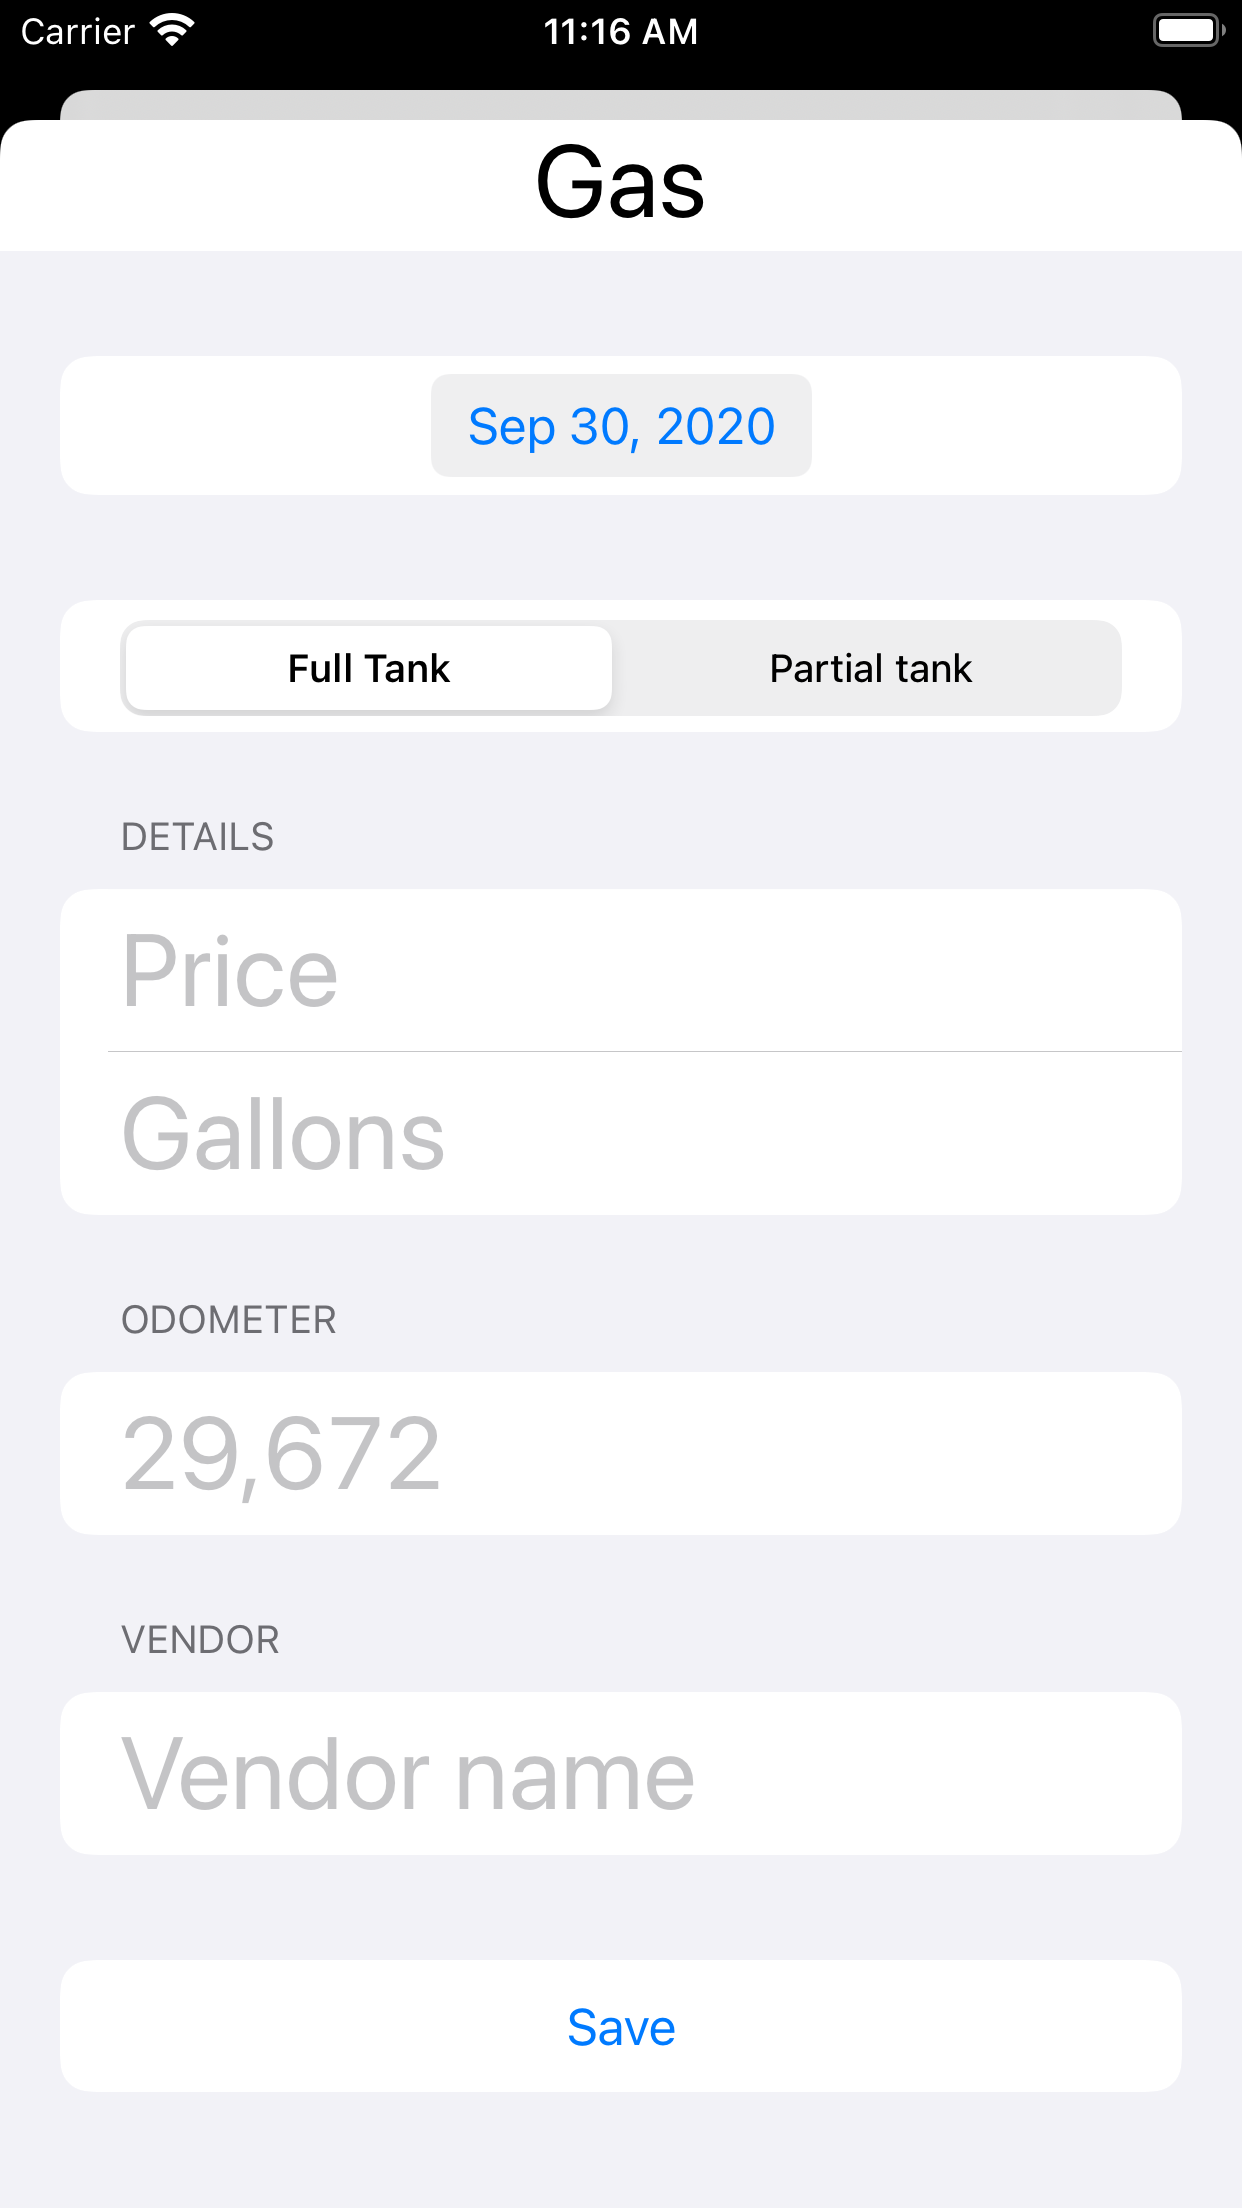 Carrier 11:16 AM
Gas
Sep 30, 2020
Full Tank Partial tank
DETAILS
Price
Gallons
ODOMETER
29,672
VENDOR
Vendor name
Save